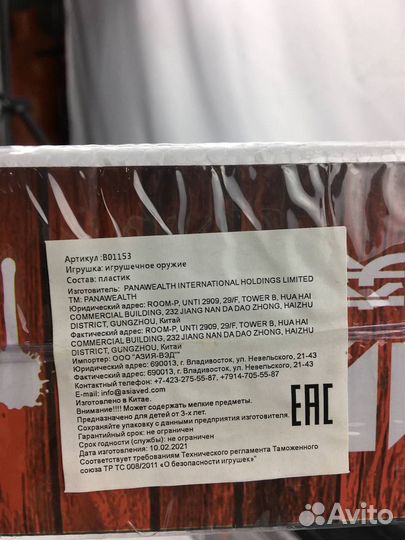 Артикул :B01153
Игрушка: игрушечное оружие
Состав: пластик
Изготовитель: PANAWEALTH INTERNATIONAL HOLDINGS LIMITED
TM: PANAWEALTH
Юридический адрес: ROOM-P, UNTI 2909, 29/F, TOWER B, HUA HAI
COMMERCIAL BUILDING, 232 JIANG NAN DA DAO ZHONG, HAIZHU
DISTRICT, GUNGZHOU, Китай
Фактический адрес: ROOM-P, UNTI 2909, 29/F, TOWER B, HUA HAI
COMMERCIAL BUILDING, 232 JIANG NAN DA DAO ZHONG, HAIZHU
DISTRICT, GUNGZHOU, Китай
Импортер: ООО "АЗИЯ-ВЭД"
Юридический адрес: 690013, г. Владивосток, ул. Невельского, 21-43
Фактический адрес: 690013, г. Владивосток, ул. Невельского, 21-43
Контактный телефон: +7-423-275-55-87, +7914-705-55-87
E-mail: info@asiaved.com
Изготовлено в Китае.
Внимание!!!! Может содержать мелкие предметы.
Предназначено для детей от 3-х лет.
Сохраняйте упаковку с данными предприятия изготовителя.
Гарантийный срок: не ограничен
Срок годности (службы): не ограничен
Дата изготовления: 10.02.2021
Соответствует требованиям Технического регламента Таможенного
союза ТР ТС 008/2011 «О безопасности игрушек»
EAC
Avito